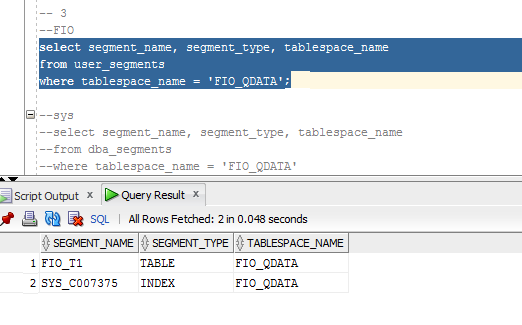 -- 3
--FIO
select segment_name, segment_type, tablespace_name
from user_segments
where tablespace_name = 'FIO_QDATA';
--sys
--select segment_name, segment_type, tablespace_name
--from dba_segments
--where tablespace_name = 'FIO_QDATA'
Script Output x Query Result x
SQL | All Rows Fetched: 2 in 0.048 seconds
SEGMENT_NAME SEGMENT_TYPE TABLESPACE_NAME
1 FIO_T1 TABLE FIO_QDATA
2 SYS_C007375 INDEX FIO_QDATA